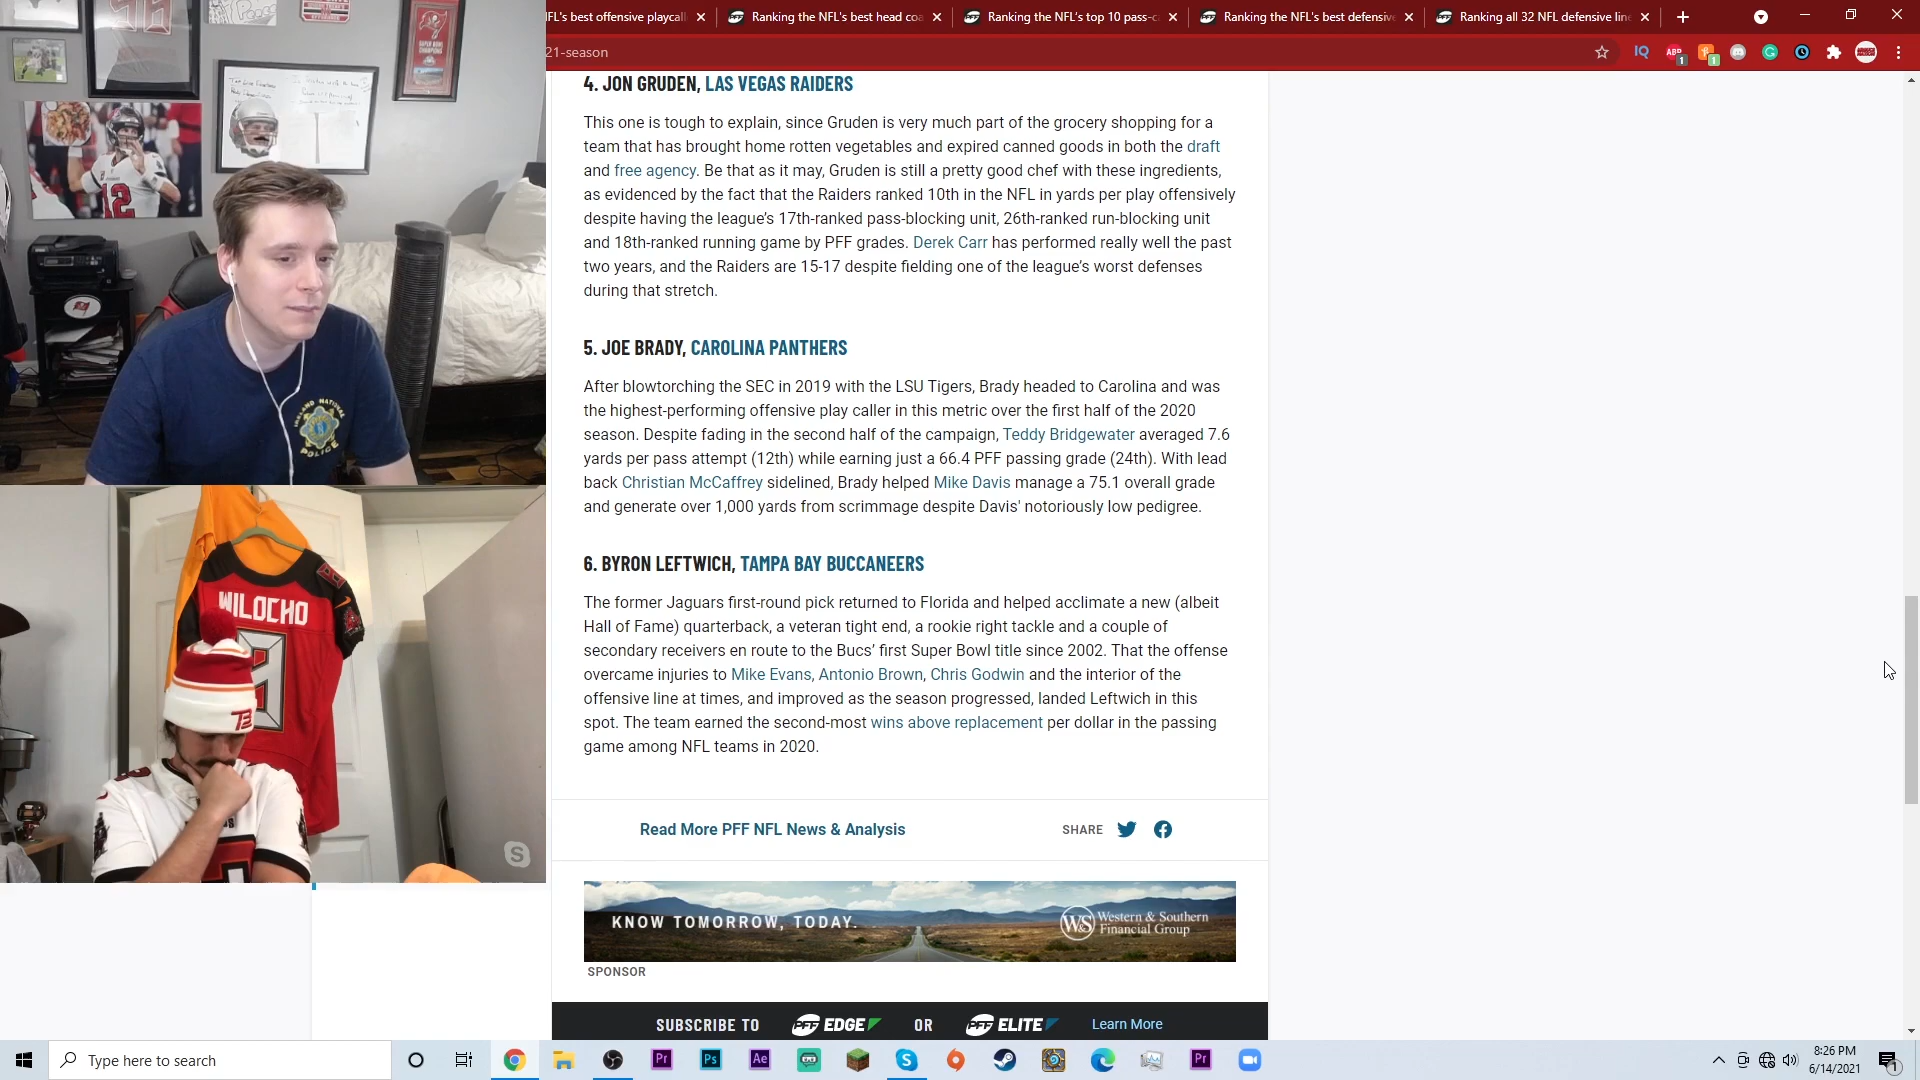 NFL's best offensive playcall
Ranking the NFL's best head coa
Ranking the NFL's top 10 pass-c
Ranking the NFL's best defensive
Ranking all 32 NFL defensive line
21-season
4. JON GRUDEN, LAS VEGAS RAIDERS
This one is tough to explain, since Gruden is very much part of the grocery shopping for a
team that has brought home rotten vegetables and expired canned goods in both the draft
and free agency. Be that as it may, Gruden is still a pretty good chef with these ingredients,
as evidenced by the fact that the Raiders ranked 10th in the NFL in yards per play offensively
despite having the league's 17th-ranked pass-blocking unit, 26th-ranked run-blocking unit
and 18th-ranked running game by PFF grades. Derek Carr has performed really well the past
two years, and the Raiders are 15-17 despite fielding one of the league's worst defenses
during that stretch.
5. JOE BRADY, CAROLINA PANTHERS
After blowtorching the SEC in 2019 with the LSU Tigers, Brady headed to Carolina and was
the highest-performing offensive play caller in this metric over the first half of the 2020
season. Despite fading in the second half of the campaign, Teddy Bridgewater averaged 7.6
yards per pass attempt (12th) while earning just a 66.4 PFF passing grade (24th). With lead
back Christian McCaffrey sidelined, Brady helped Mike Davis manage a 75.1 overall grade
and generate over 1,000 yards from scrimmage despite Davis' notoriously low pedigree.
6. BYRON LEFTWICH, TAMPA BAY BUCCANEERS
The former Jaguars first-round pick returned to Florida and helped acclimate a new (albeit
Hall of Fame) quarterback, a veteran tight end, a rookie right tackle and a couple of
secondary receivers en route to the Bucs' first Super Bowl title since 2002. That the offense
overcame injuries to Mike Evans, Antonio Brown, Chris Godwin and the interior of the
offensive line at times, and improved as the season progressed, landed Leftwich in this
spot. The team earned the second-most wins above replacement per dollar in the passing
game among NFL teams in 2020.
Read More PFF NFL News & Analysis
SHARE
KNOW TOMORROW, TODAY.
W&S Western & Southern
Financial Group
SPONSOR
SUBSCRIBE TO PFF EDGE OR PFF ELITE Learn More
12
POLICE
WILOCHO
TB
Type here to search
8:26 PM
6/14/2021